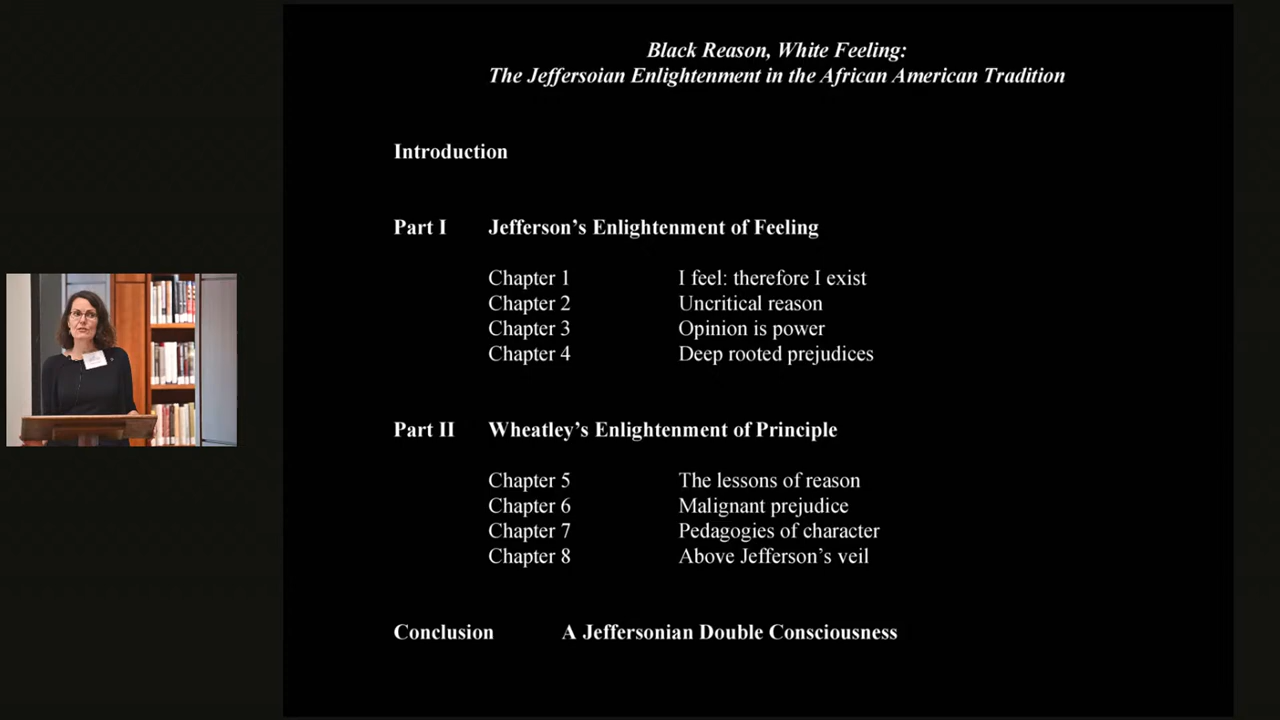 Black Reason, White Feeling:
The Jeffersoian Enlightenment in the African American Tradition
Introduction
Part I Jefferson's Enlightenment of Feeling
Chapter 1 I feel: therefore I exist
Chapter 2 Uncritical reason
Chapter 3 Opinion is power
Chapter 4 Deep rooted prejudices
Part II Wheatley's Enlightenment of Principle
Chapter 5 The lessons of reason
Chapter 6 Malignant prejudice
Chapter 7 Pedagogies of character
Chapter 8 Above Jefferson's veil
Conclusion A Jeffersonian Double Consciousness